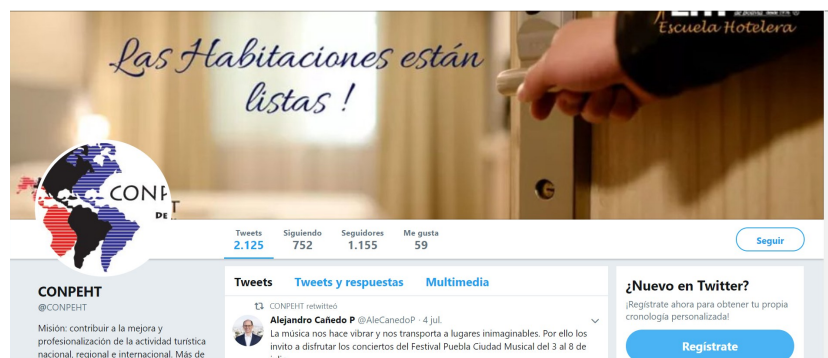 Escuela Hotelera
Las Habitaciones están
listas !
CONP
DE
Tweets Siguiendo Seguidores Me gusta
2.125 752 1.155 59
Seguir
CONPEHT
@CONPEHT
Misión: contribuir a la mejora y
profesionalización de la actividad turística
nacional, regional e internacional. Más de
Tweets Tweets y respuestas Multimedia
CONPEHT retwitteó
Alejandro Cañedo P @AleCanedoP · 4 jul.
La música nos hace vibrar y nos transporta a lugares inimaginables. Por ello los
invito a disfrutar los conciertos del Festival Puebla Ciudad Musical del 3 al 8 de
¿Nuevo en Twitter?
¡Regístrate ahora para obtener tu propia
cronología personalizada!
Regístrate